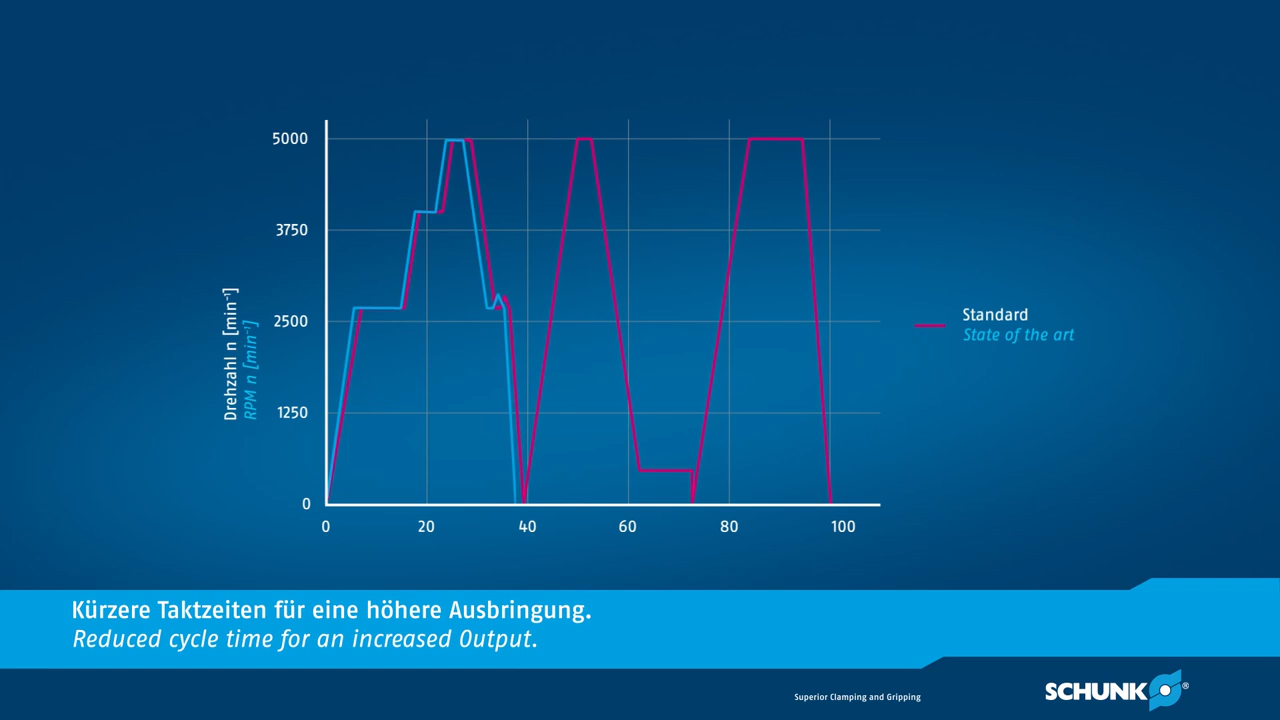 5000
3750
2500
1250
0
0 20 40 60 80 100
Drehzahl n [min⁻¹]
RPM n [min⁻¹]
Standard
State of the art
Kürzere Taktzeiten für eine höhere Ausbringung.
Reduced cycle time for an increased Output.
Superior Clamping and Gripping
SCHUNK ®